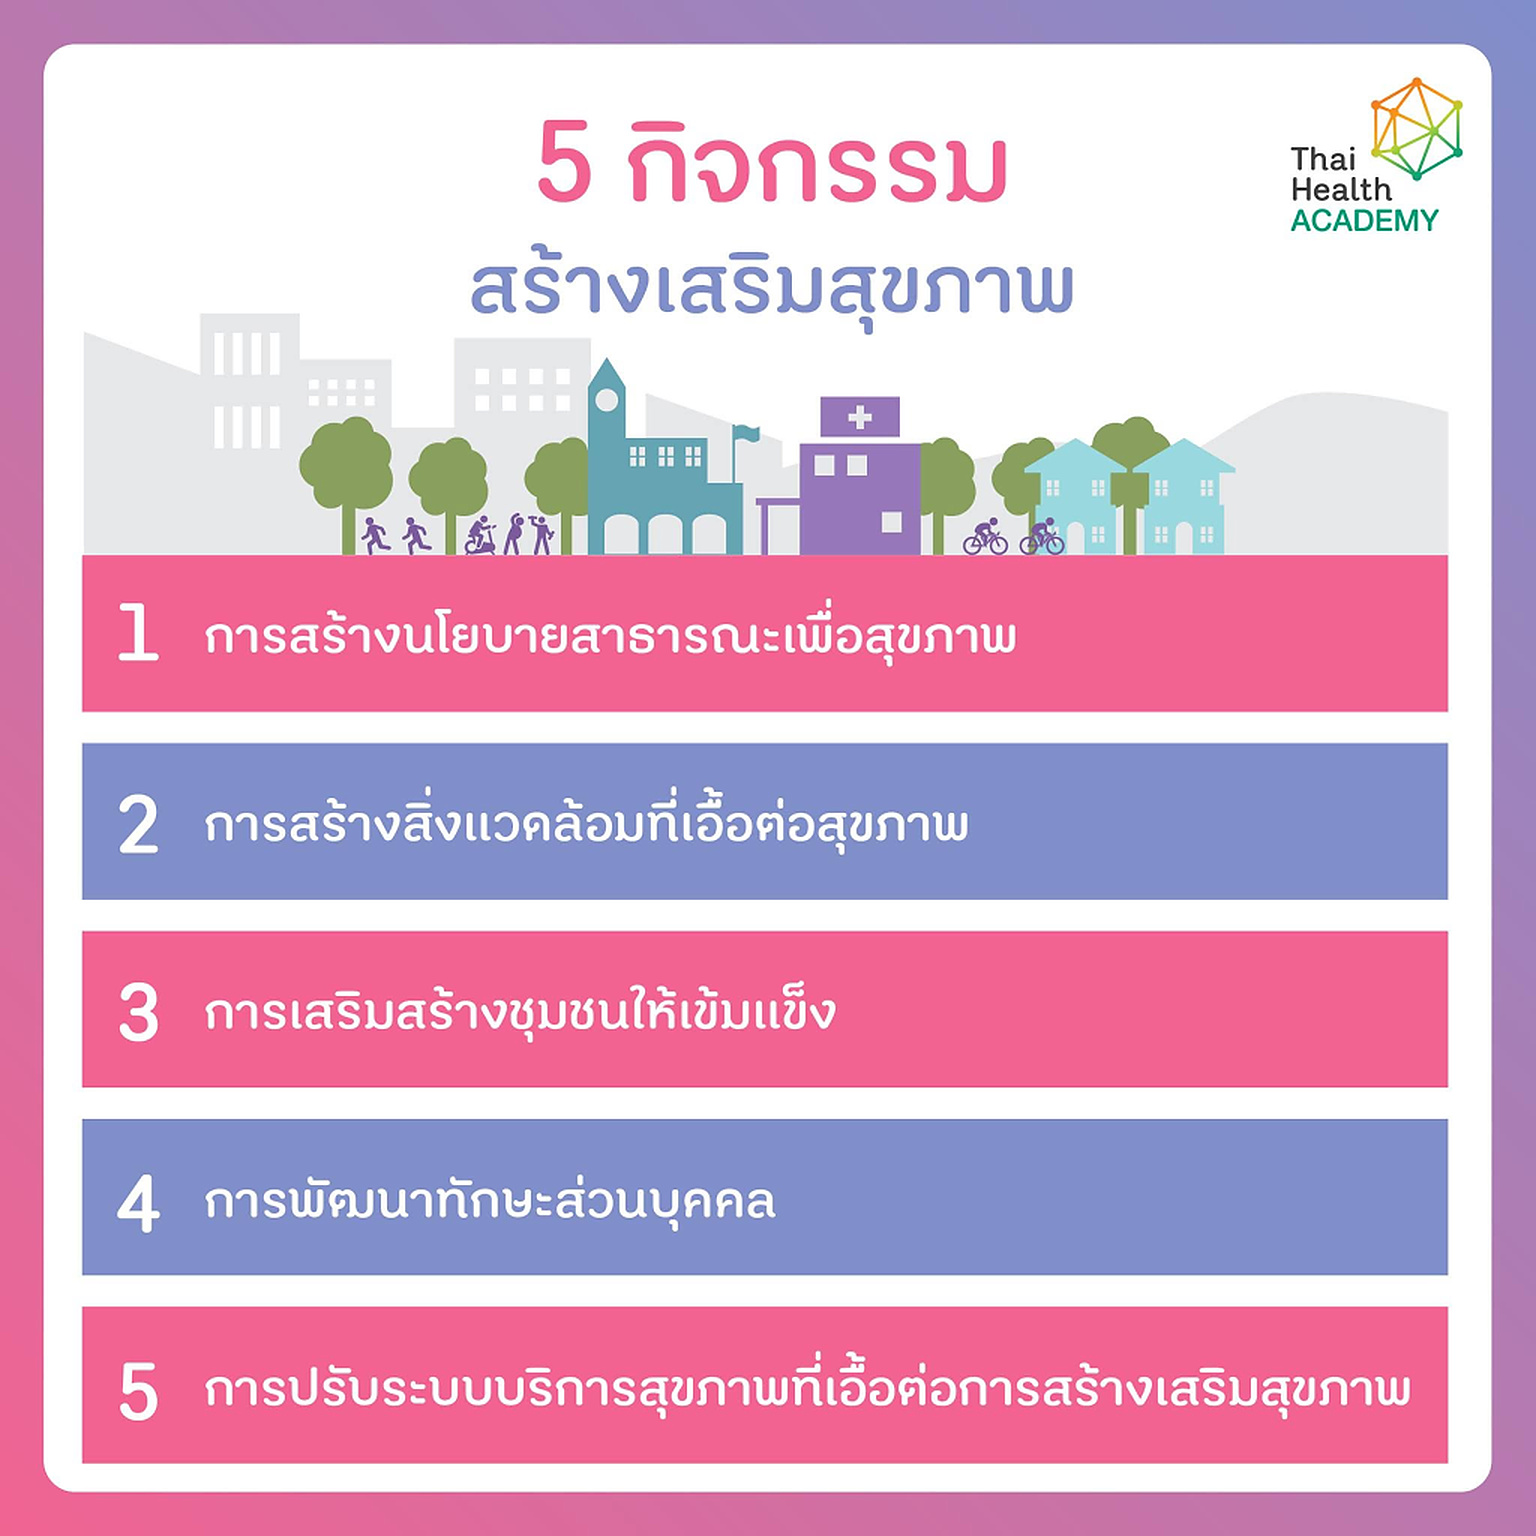 5 กิจกรรม
สร้างเสริมสุขภาพ
Thai
Health
ACADEMY
1 การสร้างนโยบายสาธารณะเพื่อสุขภาพ
2 การสร้างสิ่งแวดล้อมที่เอื้อต่อสุขภาพ
3 การเสริมสร้างชุมชนให้เข้มแข็ง
4 การพัฒนาทักษะส่วนบุคคล
5 การปรับระบบบริการสุขภาพที่เอื้อต่อการสร้างเสริมสุขภาพ